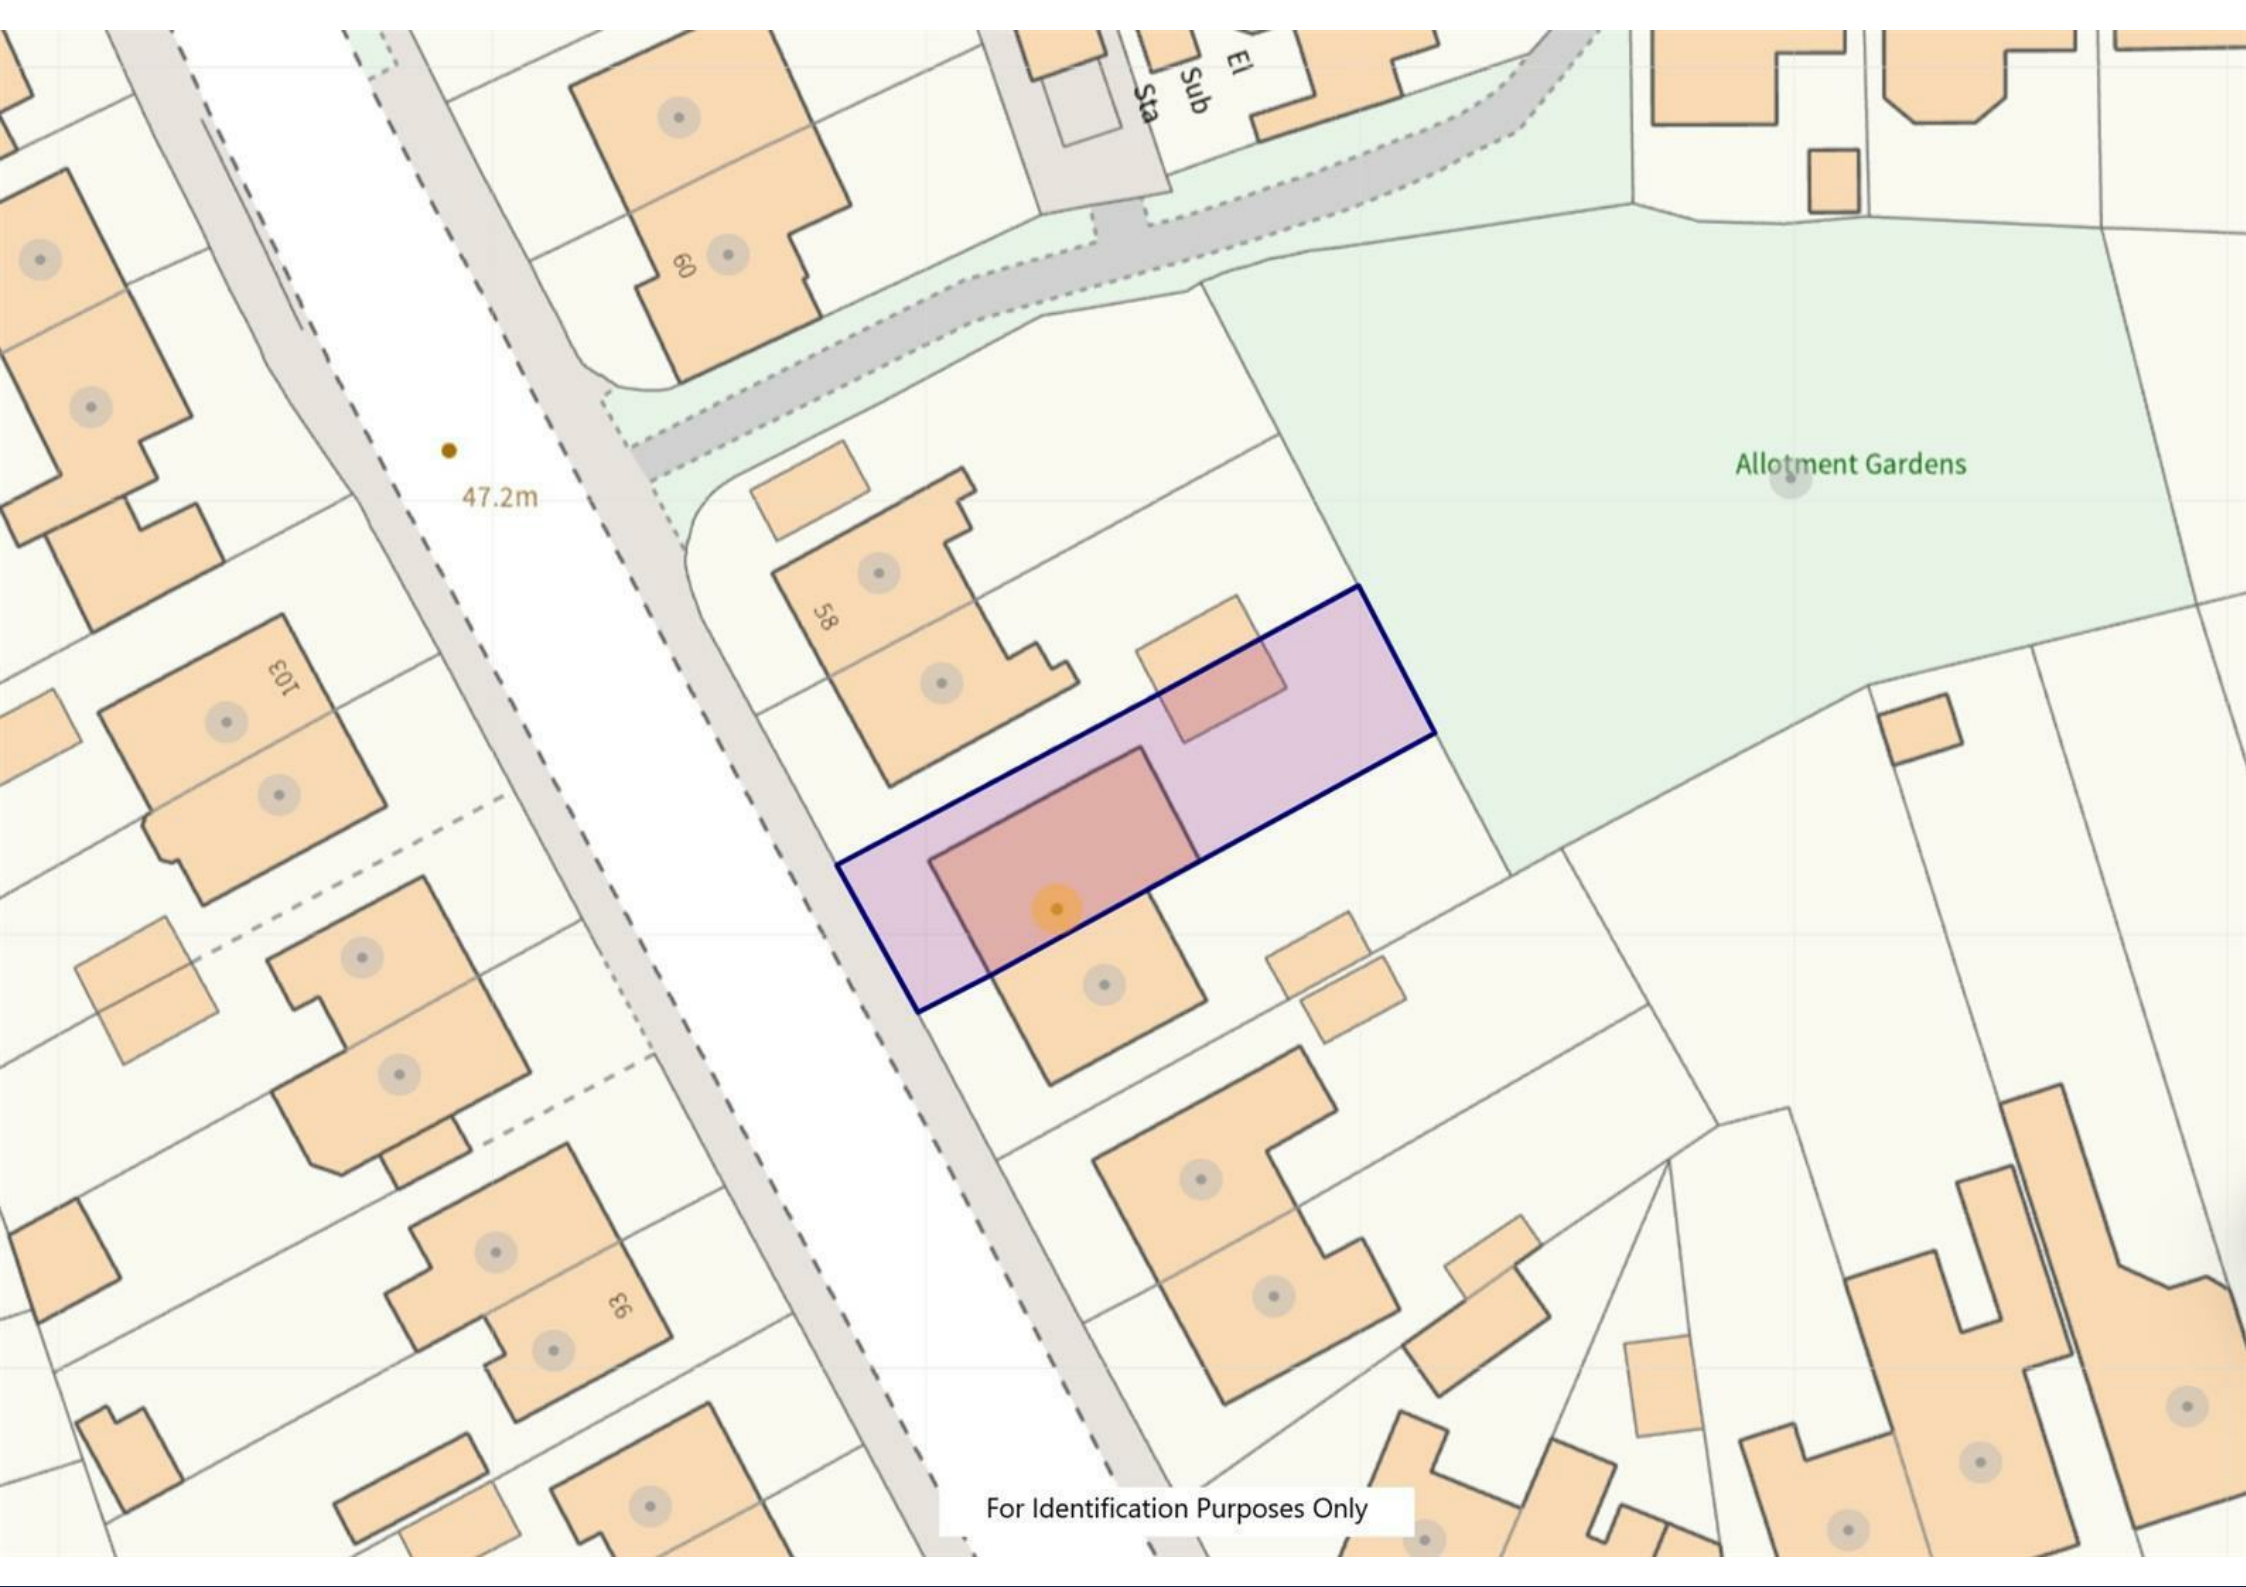 El
Sub
Sta
60
47.2m
Allotment Gardens
58
103
93
For Identification Purposes Only